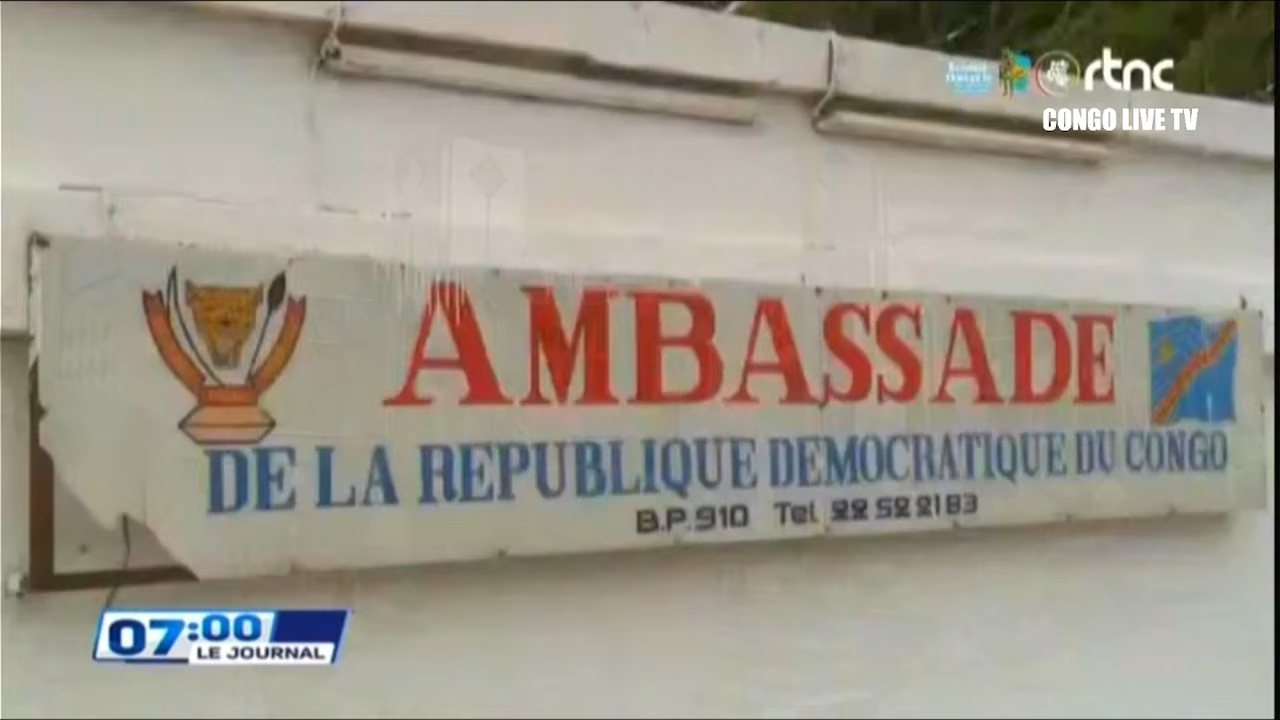 rtnc
CONGO LIVE TV
AMBASSADE
DE LA REPUBLIQUE DEMOCRATIQUE DU CONGO
B.P. 910 Tel. 22 52 21 83
07:00
LE JOURNAL